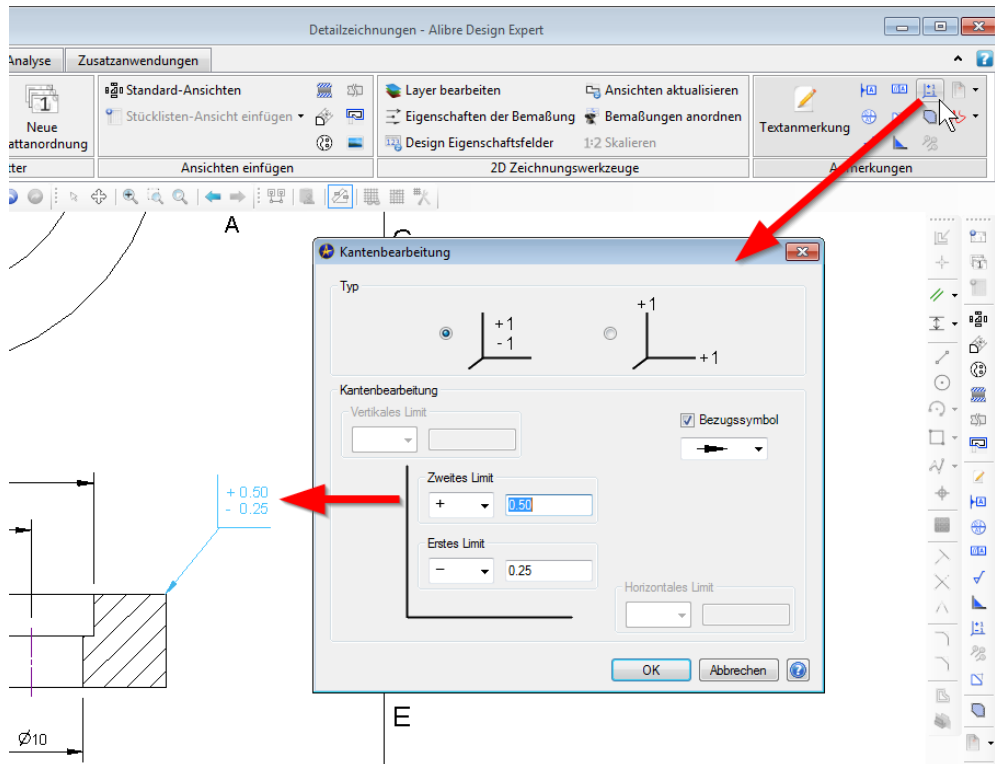 Detailzeichnungen - Alibre Design Expert
Analyse
Zusatzanwendungen
Neue
attanordnung
Standard-Ansichten
Stücklisten-Ansicht einfügen
Ansichten einfügen
Layer bearbeiten
Eigenschaften der Bemaßung
Design Eigenschaftsfelder
Ansichten aktualisieren
Bemaßungen anordnen
1:2 Skalieren
2D Zeichnungswerkzeuge
Textanmerkung
A
Kantenbearbeitung
Typ
+ 1
- 1
+ 1
+ 1
Kantenbearbeitung
Vertikales Limit
Bezugssymbol
Zweites Limit
+ 0.50
Erstes Limit
− 0.25
Horizontales Limit
OK Abbrechen
+ 0.50
- 0.25
E
Ø10